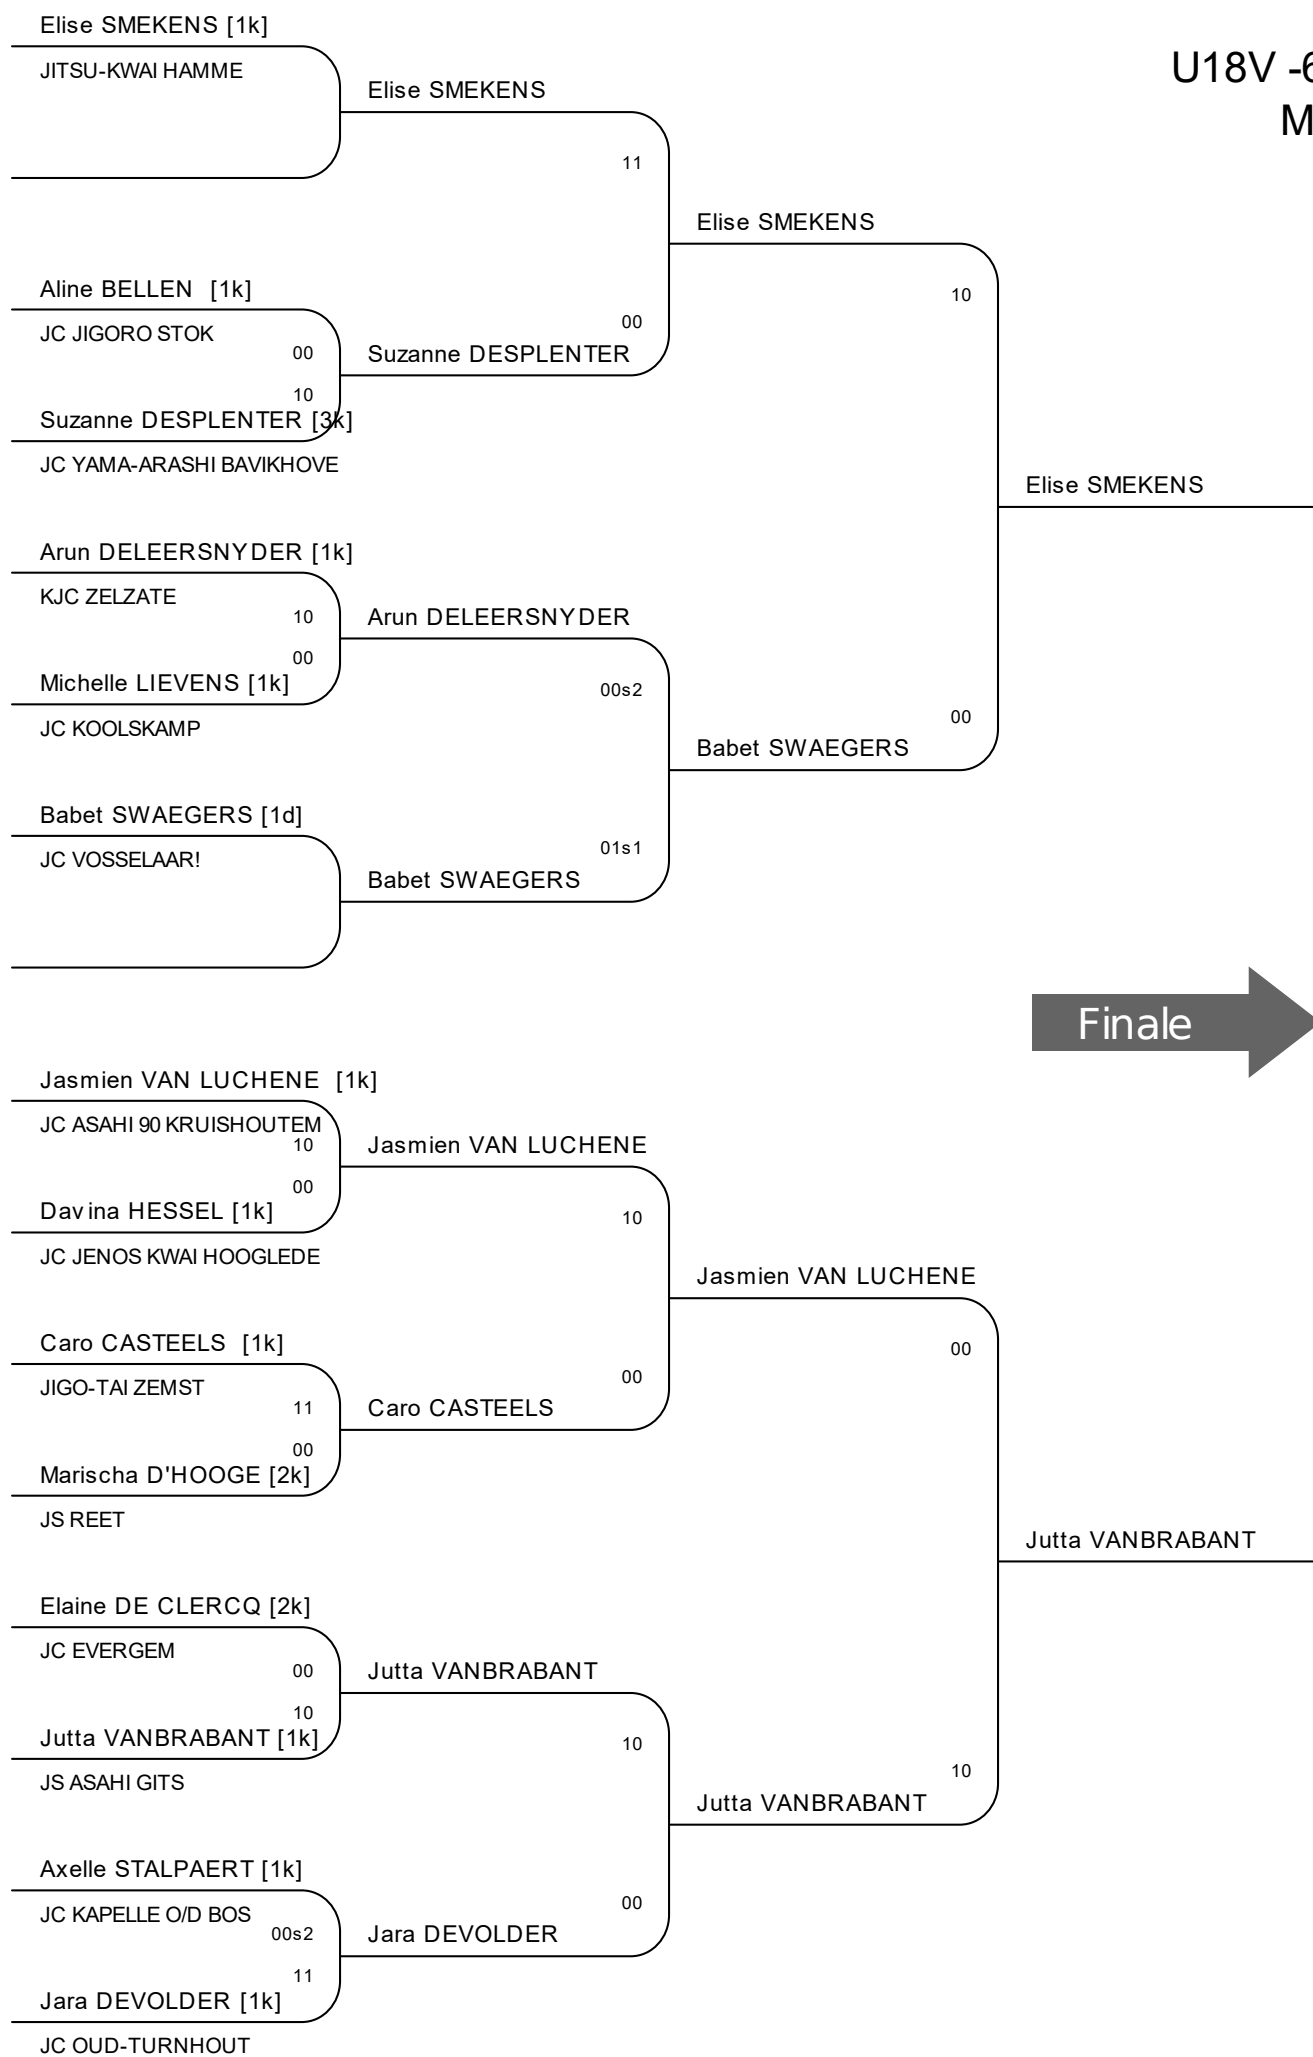 Elise SMEKENS [1k]
JITSU-KWAI HAMME
Elise SMEKENS
U18V -6
M
11
Elise SMEKENS
Aline BELLEN [1k]
JC JIGORO STOK
00
10
Suzanne DESPLENTER [3k]
JC YAMA-ARASHI BAVIKHOVE
00
Suzanne DESPLENTER
10
Elise SMEKENS
Arun DELEERSNYDER [1k]
KJC ZELZATE
10
00
Michelle LIEVENS [1k]
JC KOOLSKAMP
Arun DELEERSNYDER
00s2
00
Babet SWAEGERS
Babet SWAEGERS [1d]
JC VOSSELAAR!
01s1
Babet SWAEGERS
Finale
Jasmien VAN LUCHENE [1k]
JC ASAHI 90 KRUISHOUTEM
10
00
Davina HESSEL [1k]
JC JENOS KWAI HOOGLEDE
Jasmien VAN LUCHENE
10
Jasmien VAN LUCHENE
Caro CASTEELS [1k]
JIGO-TAI ZEMST
11
00
Marischa D'HOOGE [2k]
JS REET
00
Caro CASTEELS
00
Jutta VANBRABANT
Elaine DE CLERCQ [2k]
JC EVERGEM
00
10
Jutta VANBRABANT [1k]
JS ASAHI GITS
Jutta VANBRABANT
10
10
Jutta VANBRABANT
Axelle STALPAERT [1k]
JC KAPELLE O/D BOS
00s2
11
Jara DEVOLDER [1k]
JC OUD-TURNHOUT
00
Jara DEVOLDER